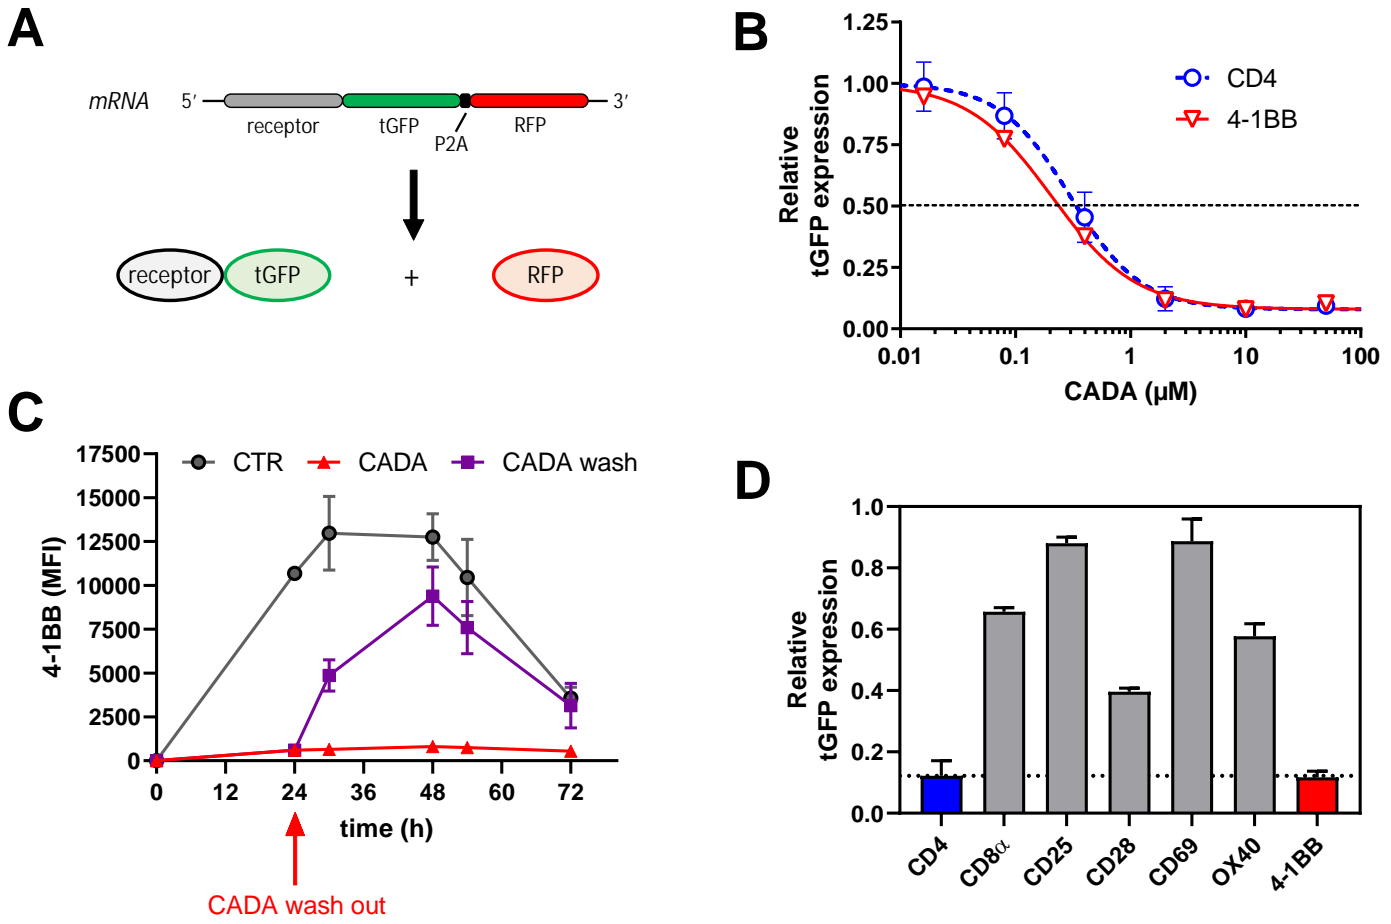 A
mRNA 5′ 3′
receptor tGFP RFP
P2A
receptor tGFP + RFP
B
Relative
tGFP expression
1.25
1.00
0.75
0.50
0.25
0.00
CD4
4-1BB
0.01 0.1 1 10 100
CADA (µM)
C
4-1BB (MFI)
17500
15000
12500
10000
7500
5000
2500
0
CTR CADA CADA wash
0 12 24 36 48 60 72
time (h)
CADA wash out
D
Relative
tGFP expression
1.0
0.8
0.6
0.4
0.2
0.0
CD4 CD8α CD25 CD28 CD69 OX40 4-1BB